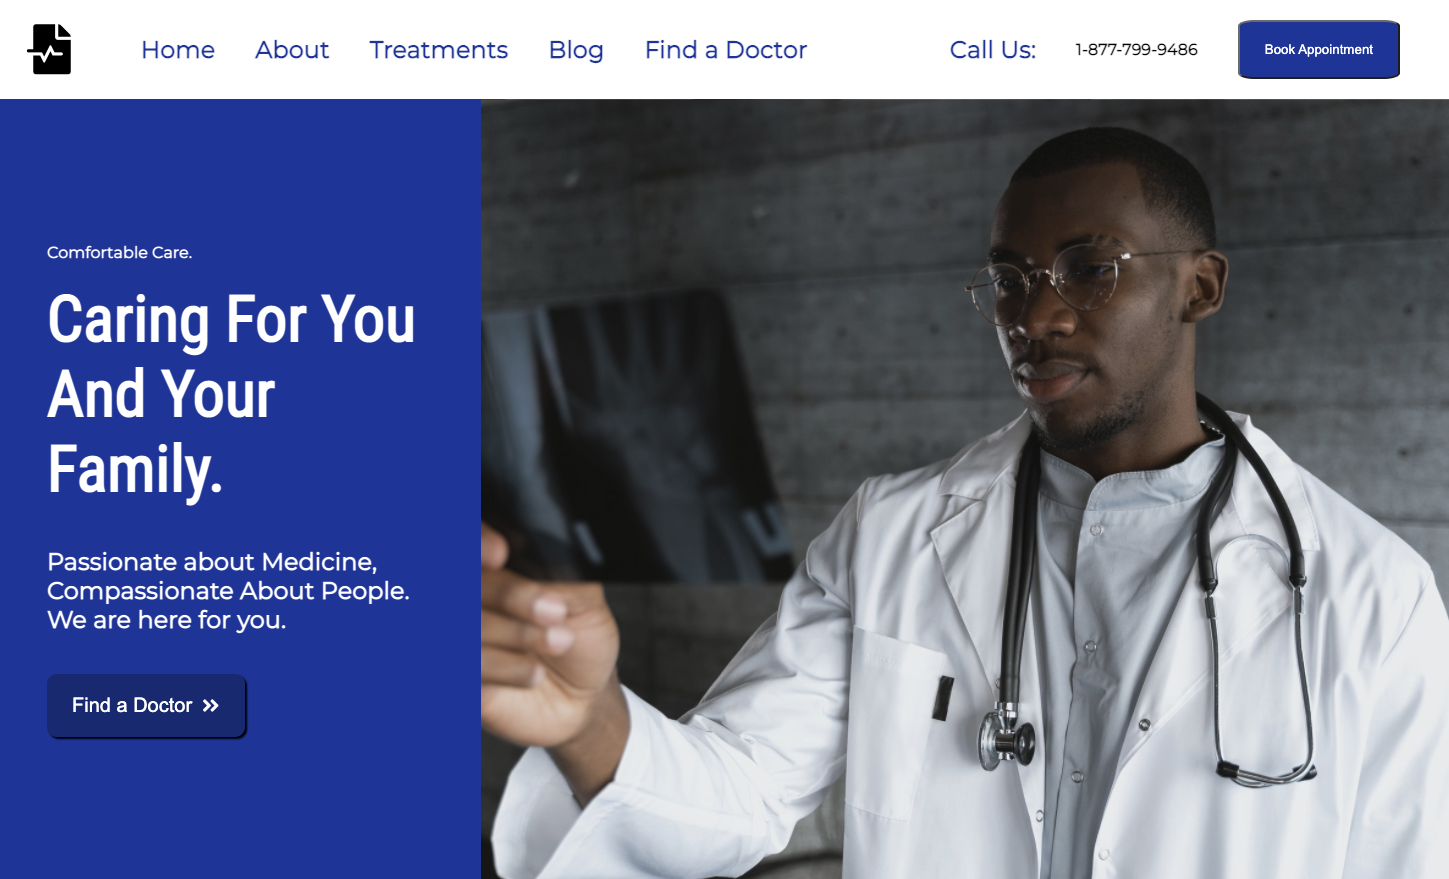 Home About Treatments Blog Find a Doctor Call Us: 1-877-799-9486 Book Appointment
Comfortable Care.
Caring For You
And Your
Family.
Passionate about Medicine,
Compassionate About People.
We are here for you.
Find a Doctor